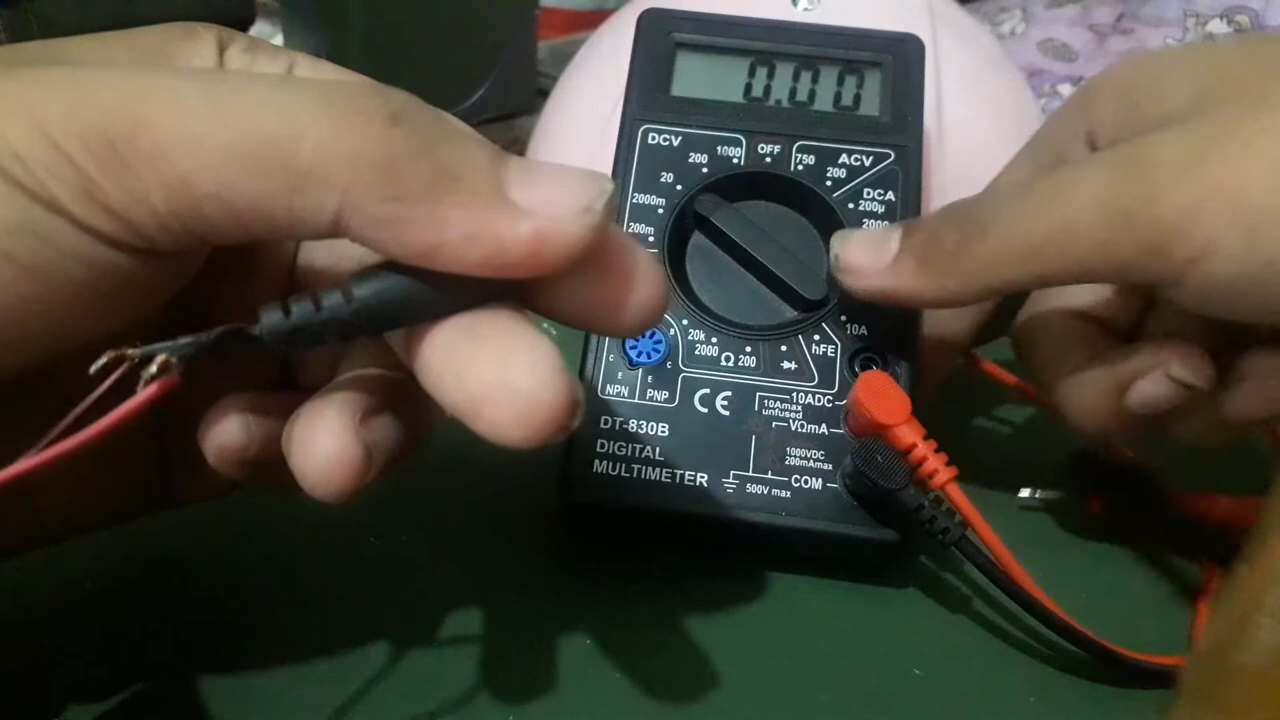 0.00
DCV
OFF
ACV
1000
750
200
200
DCA
20
200µ
2000m
200m
10A
20k
2000
Ω
200
hFE
B
C
C
E
E
NPN
PNP
CE
10ADC
10Amax
unfused
VΩmA
DT-830B
DIGITAL
MULTIMETER
1000VDC
200mAmax
COM
500V max